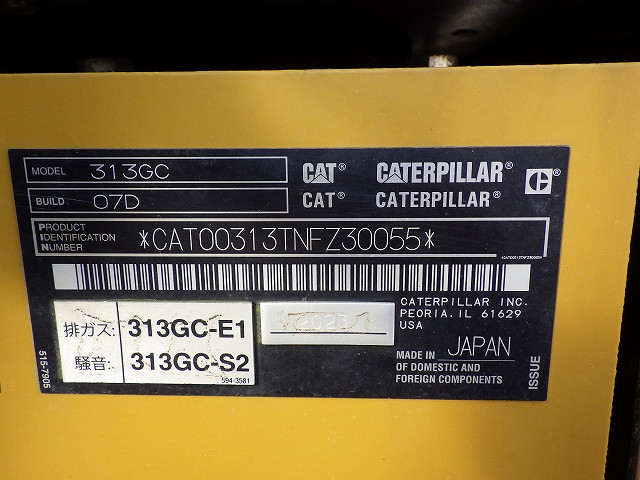 MODEL 313GC CAT® CATERPILLAR® C
BUILD 07D CAT® CATERPILLAR®
PRODUCT IDENTIFICATION NUMBER *CAT00313TNFZ30055*
CATERPILLAR INC.
PEORIA. IL 61629
USA
排ガス: 313GC-E1
騒音: 313GC-S2
594-3581
MADE IN JAPAN
OF DOMESTIC AND
FOREIGN COMPONENTS
515-7905
ISSUE